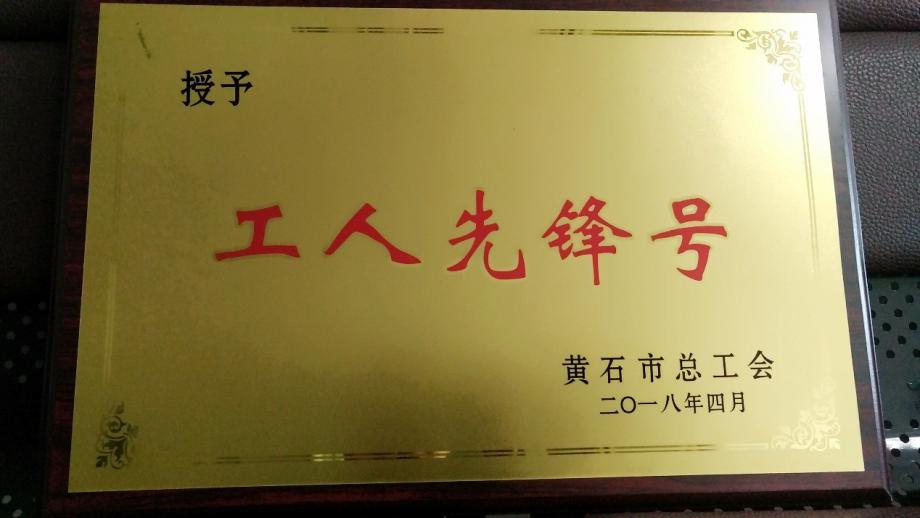 授予
工人先锋号
黄石市总工会
二〇一八年四月